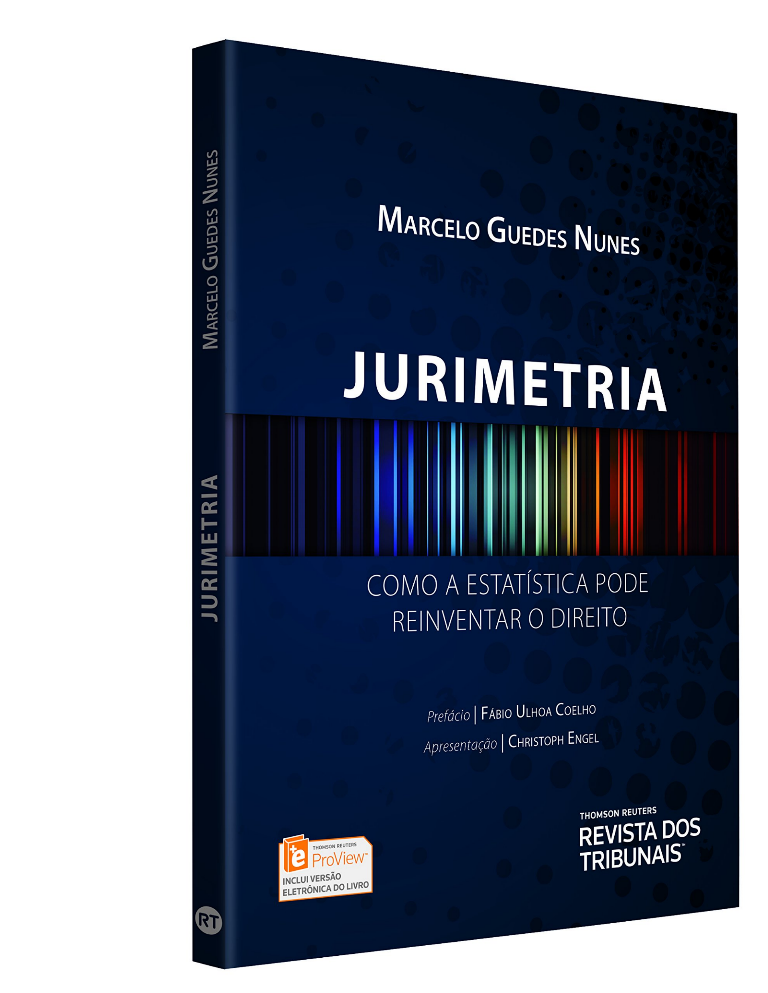 MARCELO GUEDES NUNES
JURIMETRIA
COMO A ESTATÍSTICA PODE
REINVENTAR O DIREITO
Prefácio | FÁBIO ULHOA COELHO
Apresentação | CHRISTOPH ENGEL
THOMSON REUTERS
REVISTA DOS
TRIBUNAIS™
e
THOMSON REUTERS
ProView™
INCLUI VERSÃO
ELETRÔNICA DO LIVRO
MARCELO GUEDES NUNES
JURIMETRIA
RT